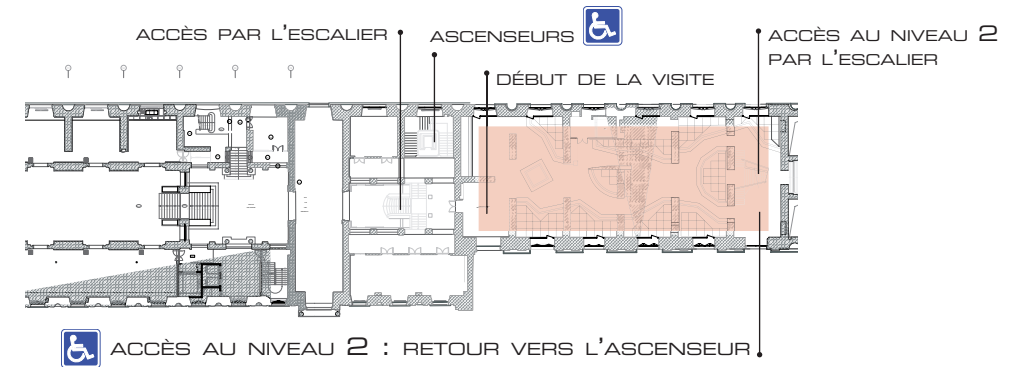 ACCÈS PAR L'ESCALIER
ASCENSEURS
ACCÈS AU NIVEAU 2
PAR L'ESCALIER
DÉBUT DE LA VISITE
ACCÈS AU NIVEAU 2 : RETOUR VERS L'ASCENSEUR